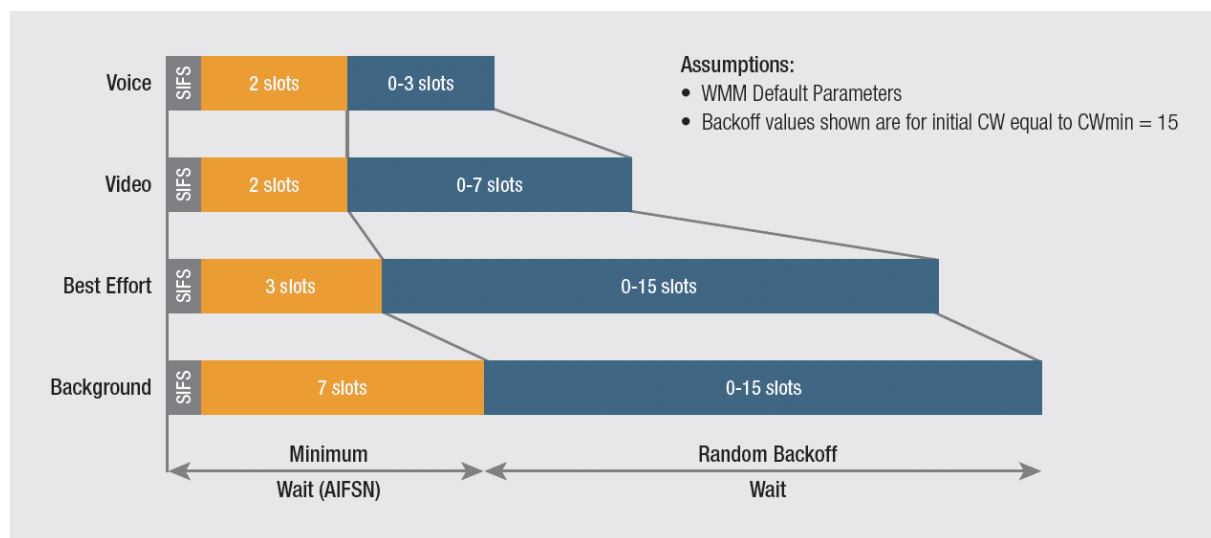 Voice
SIFS
2 slots
0-3 slots
Assumptions:
• WMM Default Parameters
• Backoff values shown are for initial CW equal to CWmin = 15
Video
SIFS
2 slots
0-7 slots
Best Effort
SIFS
3 slots
0-15 slots
Background
SIFS
7 slots
0-15 slots
Minimum
Wait (AIFSN)
Random Backoff
Wait